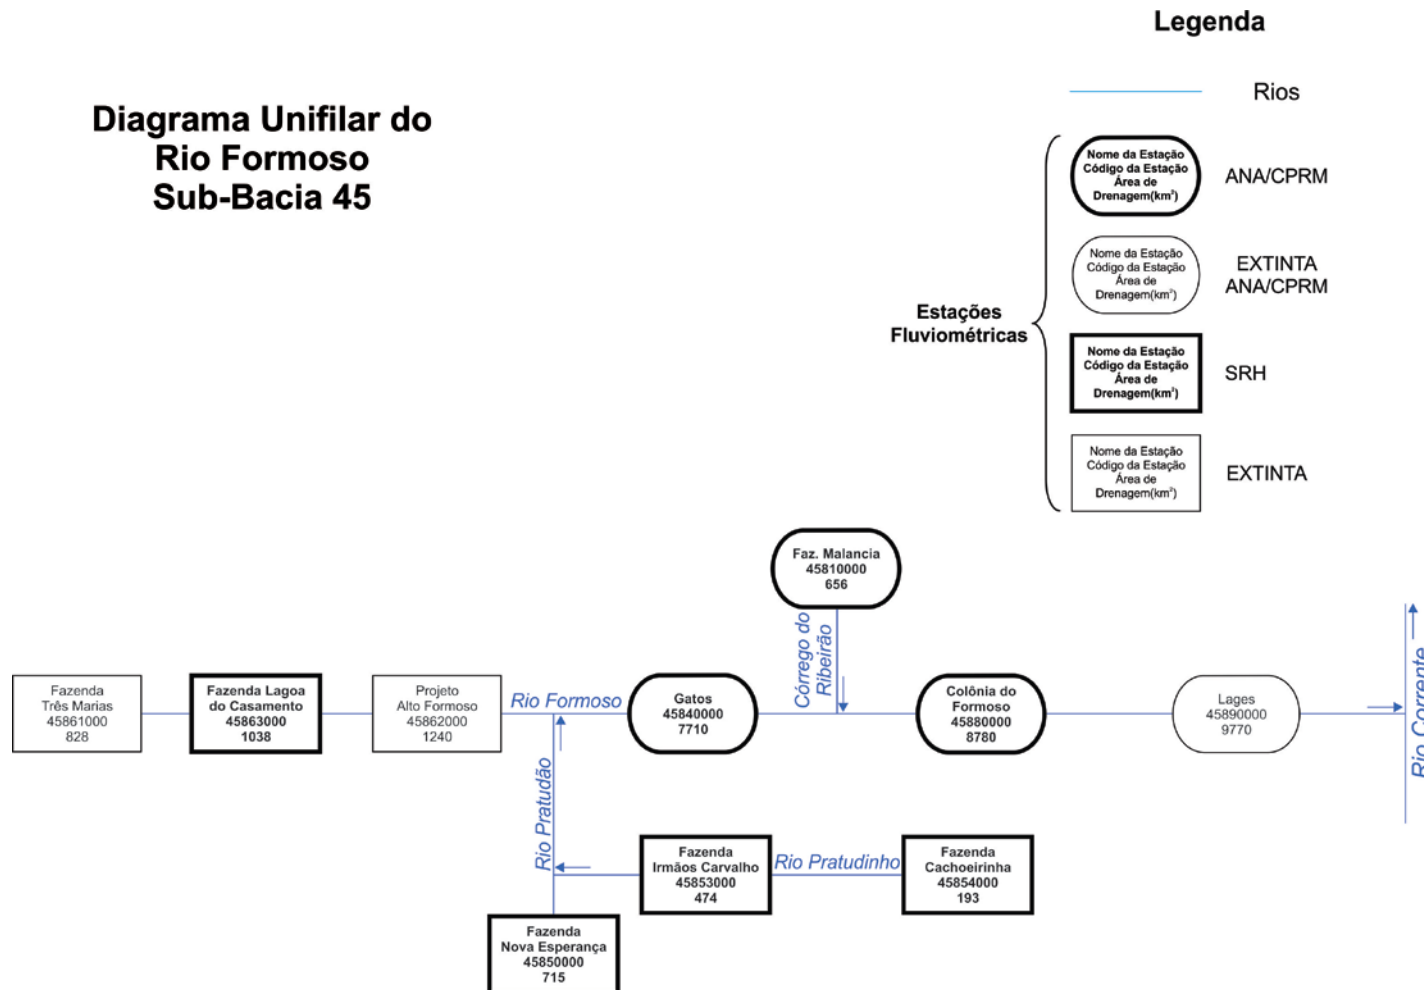 Legenda
Rios
Diagrama Unifilar do
Rio Formoso
Sub-Bacia 45
Nome da Estação
Código da Estação
Área de
Drenagem(km²)
ANA/CPRM
Nome da Estação
Código da Estação
Área de
Drenagem(km²)
EXTINTA
ANA/CPRM
Estações
Fluviométricas
Nome da Estação
Código da Estação
Área de
Drenagem(km²)
SRH
Nome da Estação
Código da Estação
Área de
Drenagem(km²)
EXTINTA
Faz. Malancia
45810000
656
Córrego do
Ribeirão
Fazenda
Três Marias
45861000
828
Fazenda Lagoa
do Casamento
45863000
1038
Projeto
Alto Formoso
45862000
1240
Rio Formoso
Gatos
45840000
7710
Colônia do
Formoso
45880000
8780
Lages
45890000
9770
Rio Corrente
Rio Pratudão
Fazenda
Irmãos Carvalho
45853000
474
Rio Pratudinho
Fazenda
Cachoeirinha
45854000
193
Fazenda
Nova Esperança
45850000
715